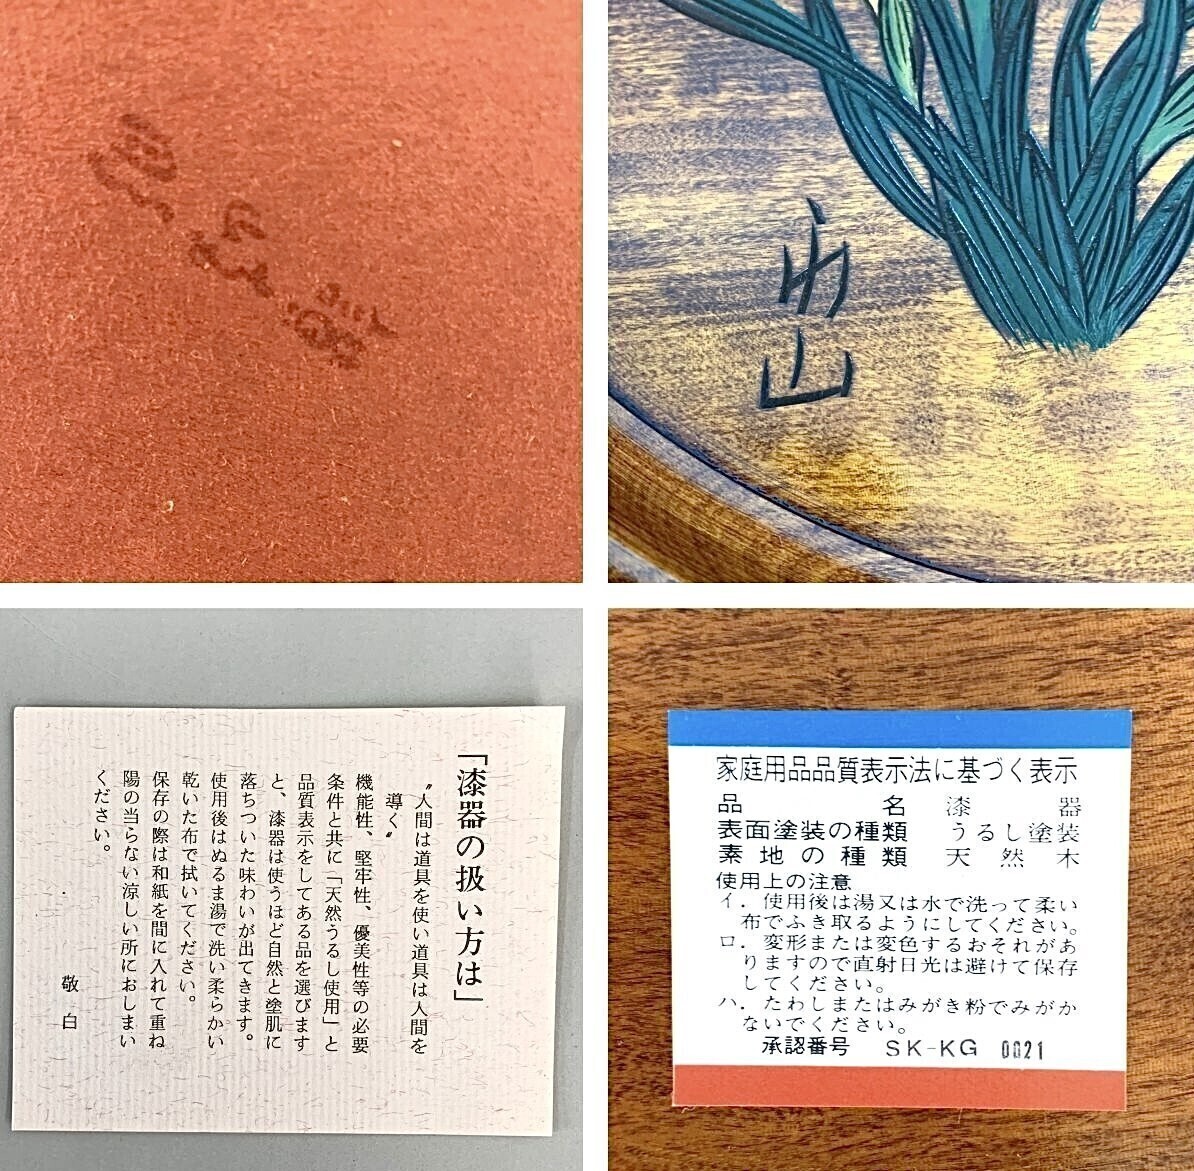 山
「漆器の扱い方は」
〝人間は道具を使い道具は人間を
導く〟
機能性、堅牢性、優美性等の必要
条件と共に「天然うるし使用」と
品質表示をしてある品を選びます
と、漆器は使うほど自然と塗肌に
落ちついた味わいが出てきます。
使用後はぬるま湯で洗い柔らかい
乾いた布で拭いてください。
保存の際は和紙を間に入れて重ね
陽の当らない涼しい所におしまい
ください。
敬白
家庭用品品質表示法に基づく表示
品名 漆器
表面塗装の種類 うるし塗装
素地の種類 天然木
使用上の注意
イ．使用後は湯又は水で洗って柔い
布でふき取るようにしてください。
ロ．変形または変色するおそれがあ
りますので直射日光は避けて保存
してください。
ハ．たわしまたはみがき粉でみがか
ないでください。
承認番号 SK-KG 0021